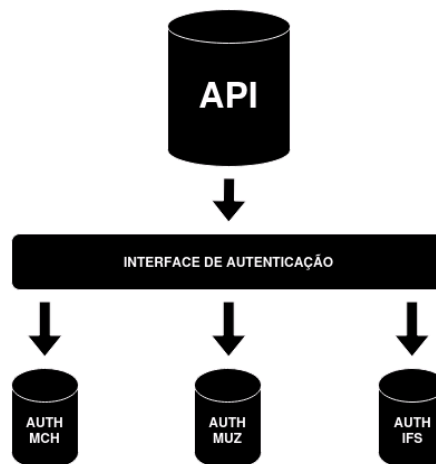 API
INTERFACE DE AUTENTICAÇÃO
AUTH
MCH
AUTH
MUZ
AUTH
IFS